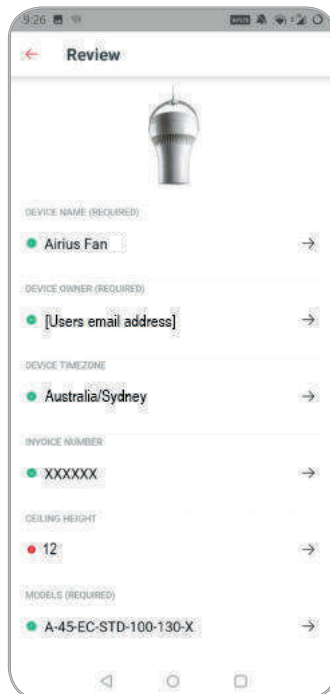 9:26
Review
DEVICE NAME (REQUIRED)
Airius Fan
DEVICE OWNER (REQUIRED)
[Users email address]
DEVICE TIMEZONE
Australia/Sydney
INVOICE NUMBER
XXXXXX
CEILING HEIGHT
12
MODELS (REQUIRED)
A-45-EC-STD-100-130-X